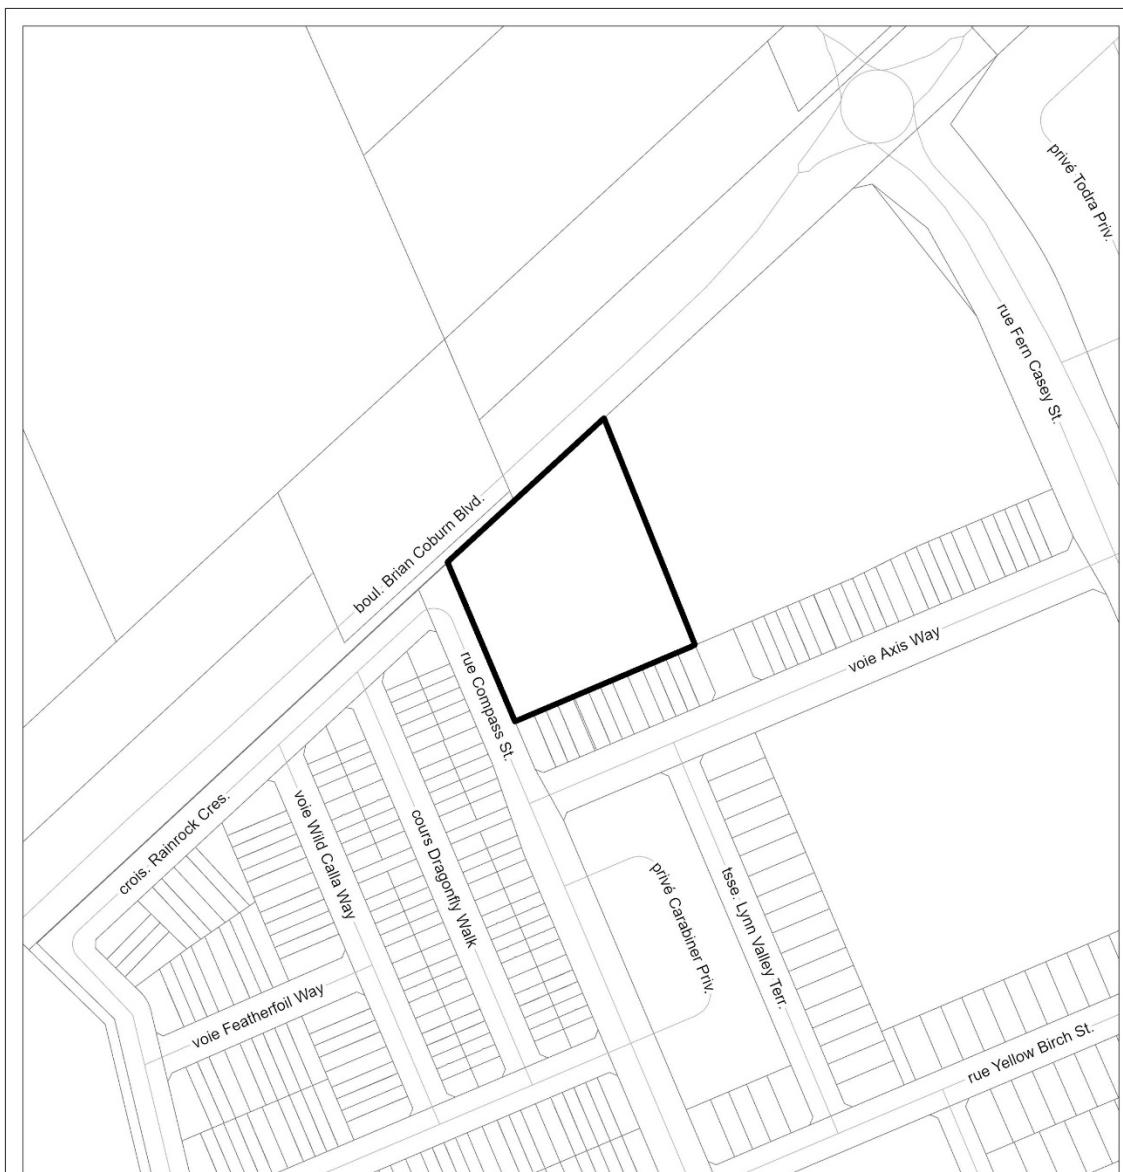 privé Todra Priv.
rue Fern Casey St.
boul. Brian Coburn Blvd.
voie Axis Way
rue Compass St.
crois. Rainrock Cres.
voie Wild Calla Way
cours Dragonfly Walk
privé Carabiner Priv.
tsse. Lynn Valley Terr.
voie Featherfoil Way
rue Yellow Birch St.